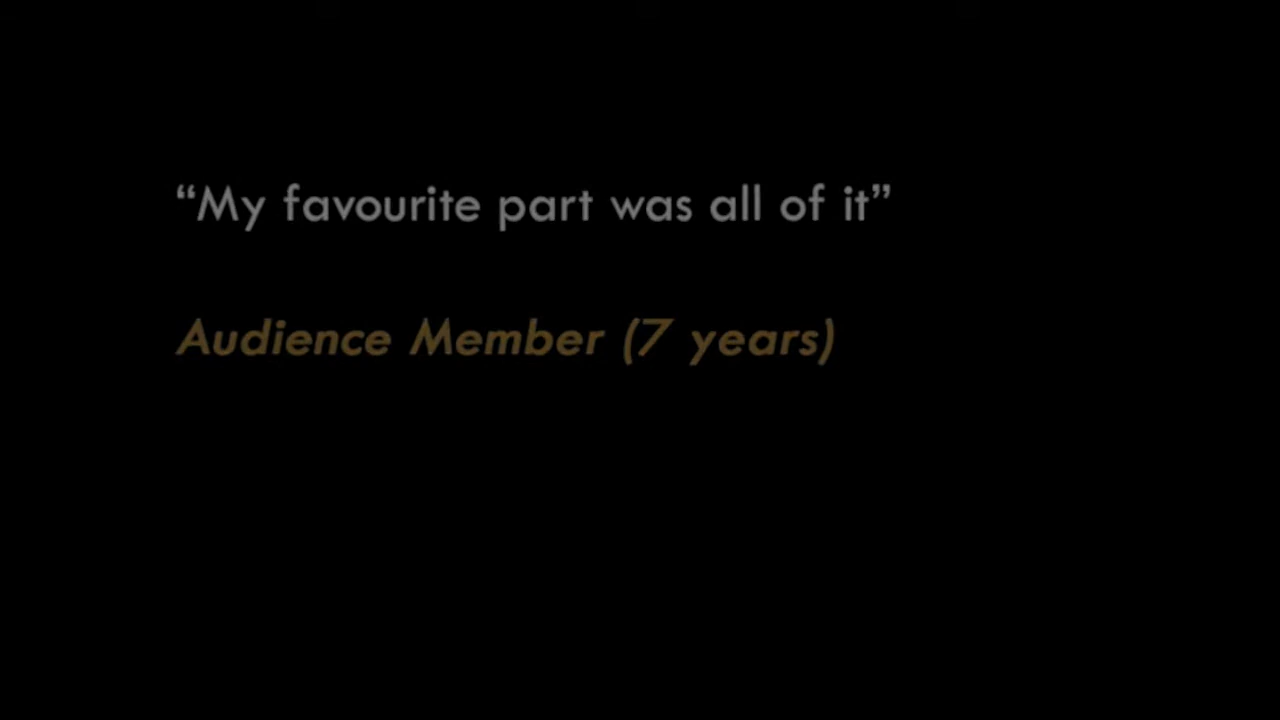 “My favourite part was all of it”
Audience Member (7 years)